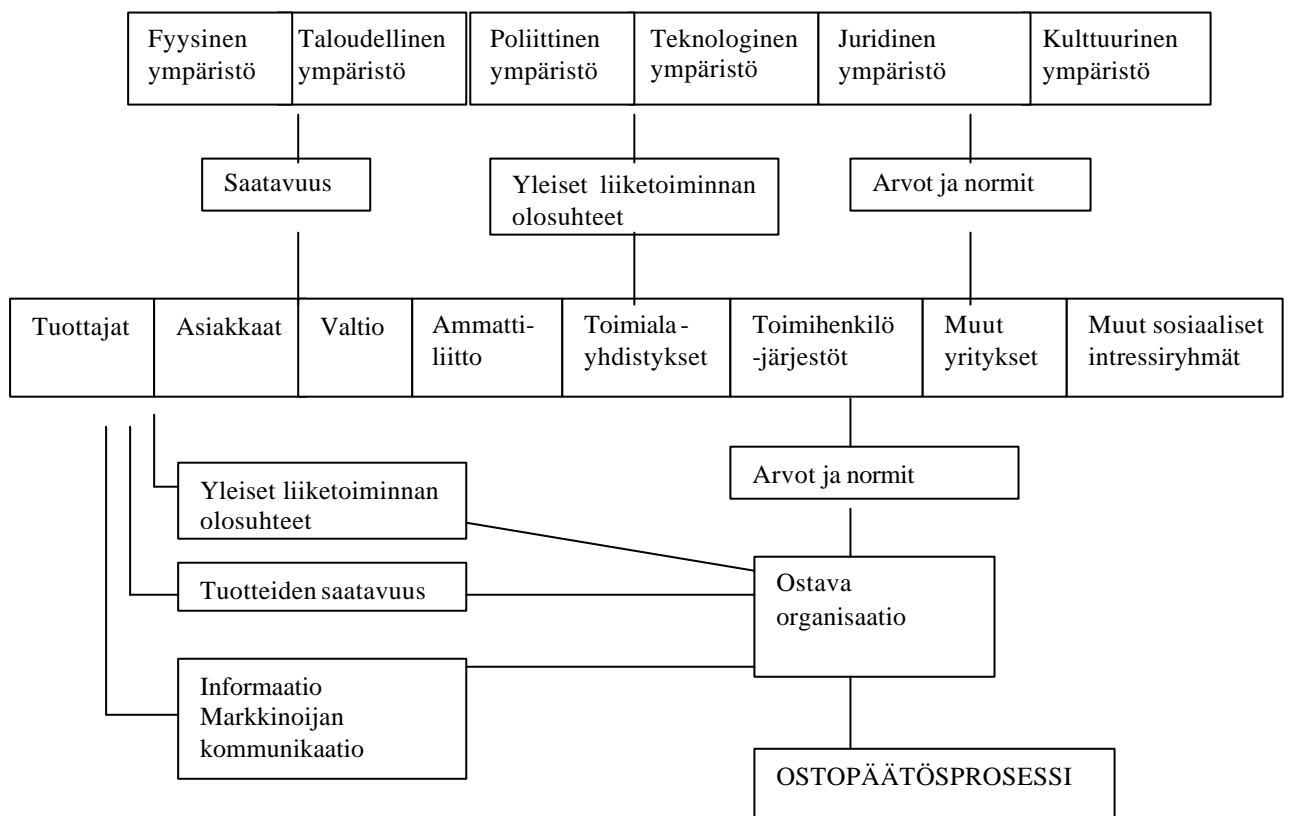 Fyysinen
ympäristö
Taloudellinen
ympäristö
Poliittinen
ympäristö
Teknologinen
ympäristö
Juridinen
ympäristö
Kulttuurinen
ympäristö
Saatavuus
Yleiset liiketoiminnan
olosuhteet
Arvot ja normit
Tuottajat
Asiakkaat
Valtio
Ammatti-
liitto
Toimiala -
yhdistykset
Toimihenkilö
-järjestöt
Muut
yritykset
Muut sosiaaliset
intressiryhmät
Yleiset liiketoiminnan
olosuhteet
Arvot ja normit
Tuotteiden saatavuus
Ostava
organisaatio
Informaatio
Markkinoijan
kommunikaatio
OSTOPÄÄTÖSPROSESSI